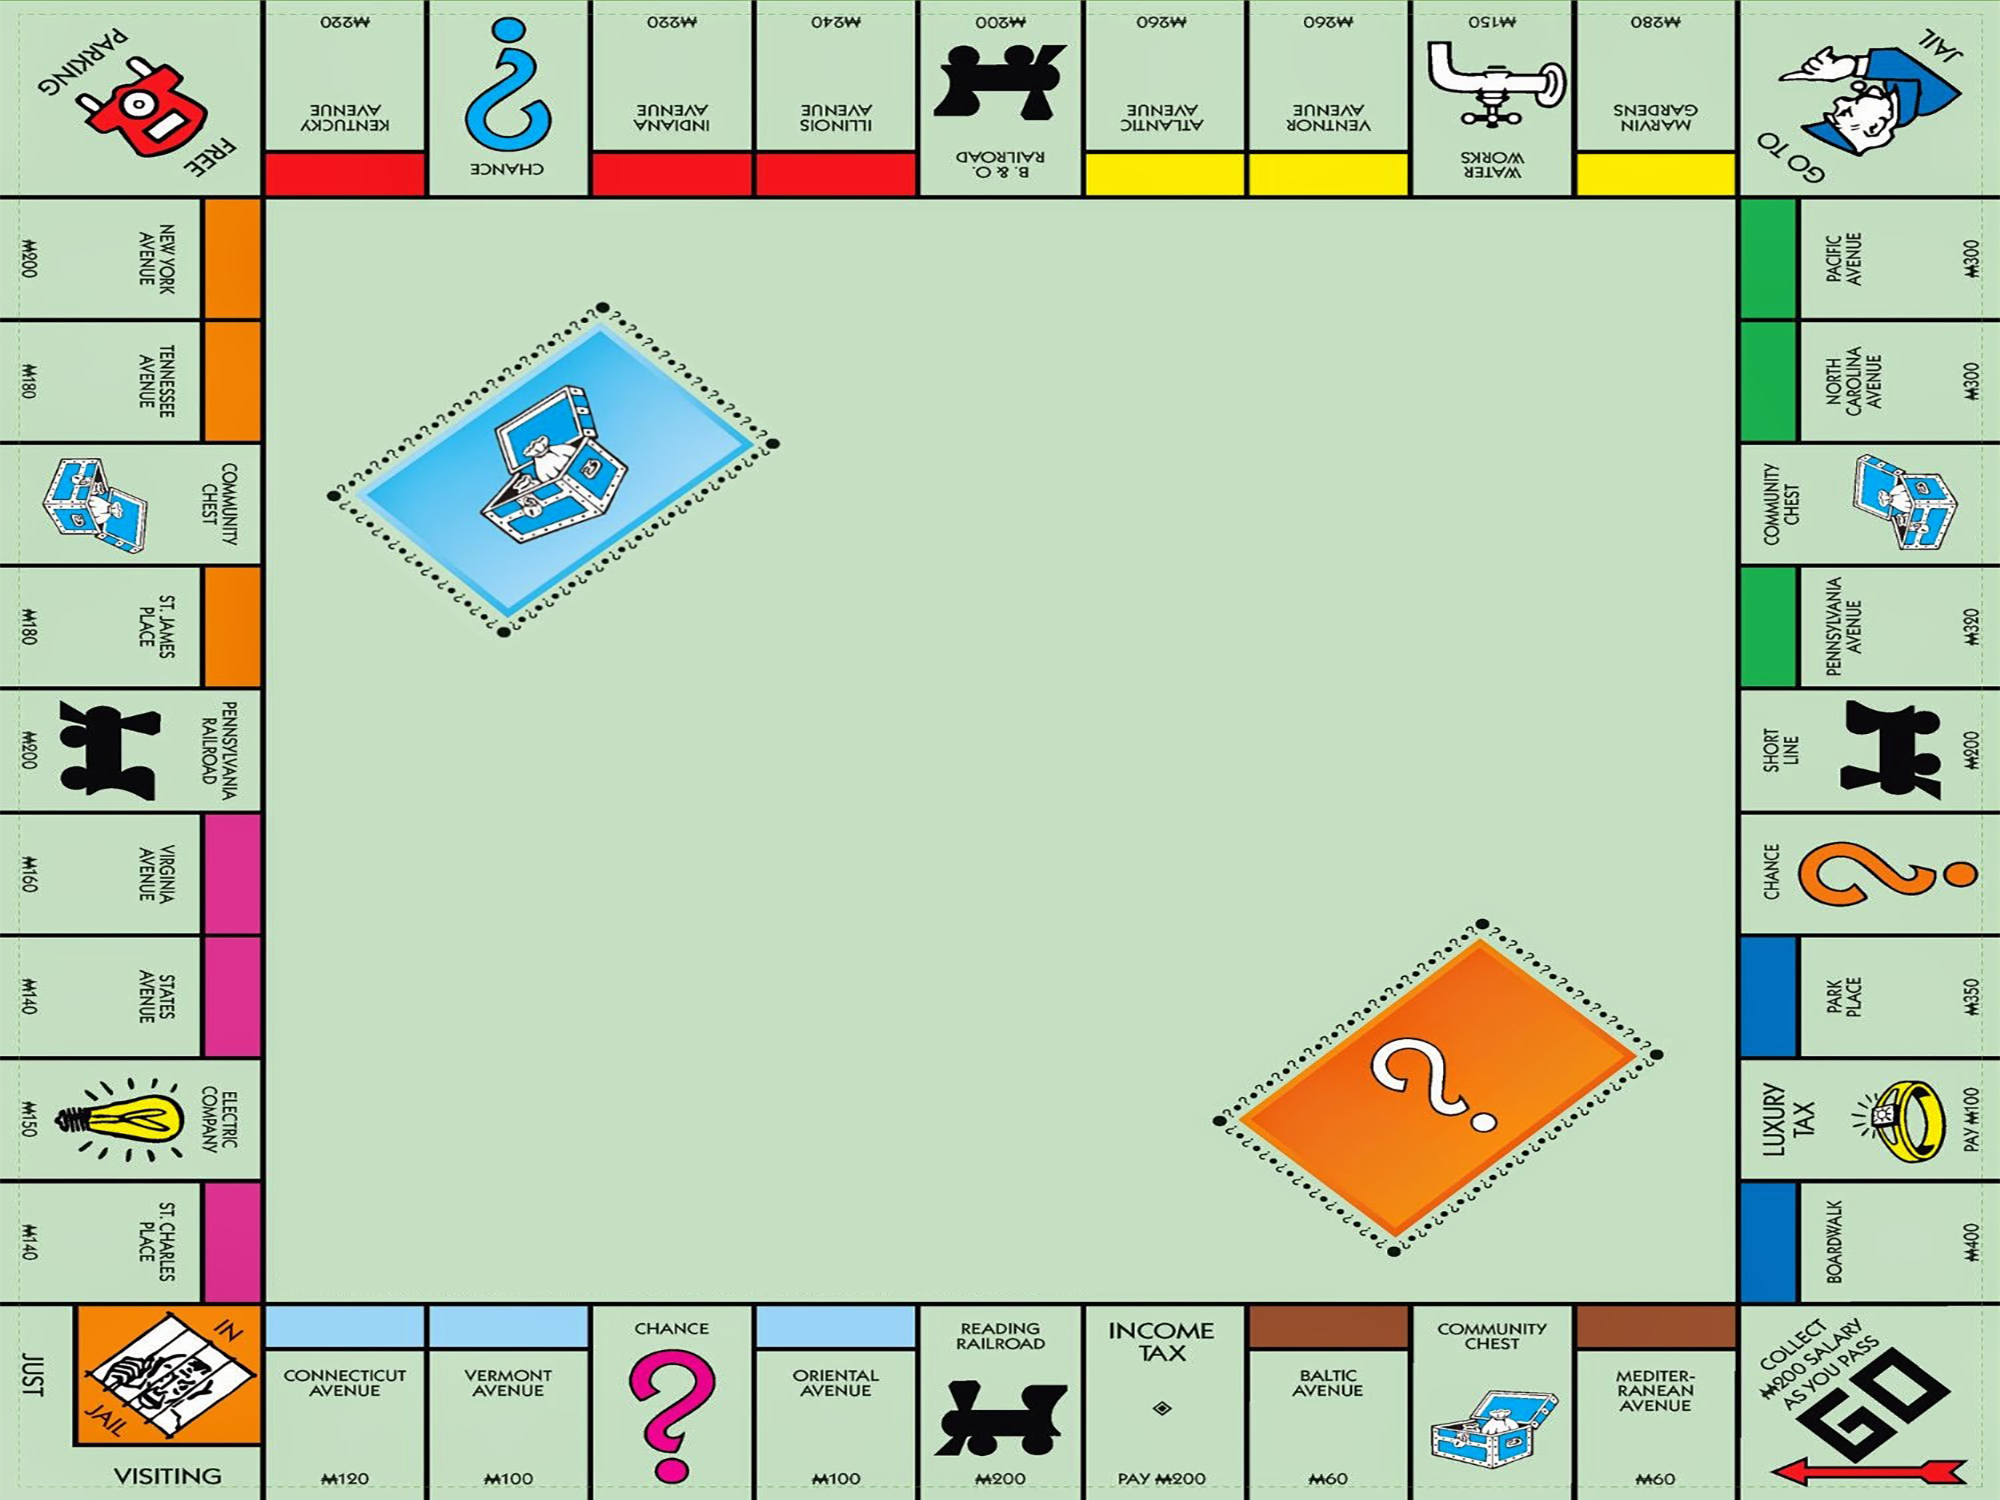 FREE
PARKING
KENTUCKY
AVENUE
₩220
CHANCE
INDIANA
AVENUE
₩220
ILLINOIS
AVENUE
₩240
B. & O.
RAILROAD
₩200
ATLANTIC
AVENUE
₩260
VENTNOR
AVENUE
₩260
WATER
WORKS
₩150
MARVIN
GARDENS
₩280
GO TO
JAIL
NEW YORK
AVENUE
₩200
TENNESSEE
AVENUE
₩180
COMMUNITY
CHEST
ST. JAMES
PLACE
₩180
PENNSYLVANIA
RAILROAD
₩200
VIRGINIA
AVENUE
₩160
STATES
AVENUE
₩140
ELECTRIC
COMPANY
₩150
ST. CHARLES
PLACE
₩140
PACIFIC
AVENUE
₩300
NORTH
CAROLINA
AVENUE
₩300
COMMUNITY
CHEST
PENNSYLVANIA
AVENUE
₩320
SHORT
LINE
₩200
CHANCE
PARK
PLACE
₩350
LUXURY
TAX
PAY ₩100
BOARDWALK
₩400
IN
JAIL
JUST
VISITING
CONNECTICUT
AVENUE
₩120
VERMONT
AVENUE
₩100
CHANCE
?
ORIENTAL
AVENUE
₩100
READING
RAILROAD
₩200
INCOME
TAX
PAY ₩200
BALTIC
AVENUE
₩60
COMMUNITY
CHEST
MEDITER-
RANEAN
AVENUE
₩60
COLLECT
₩200 SALARY
AS YOU PASS
GO